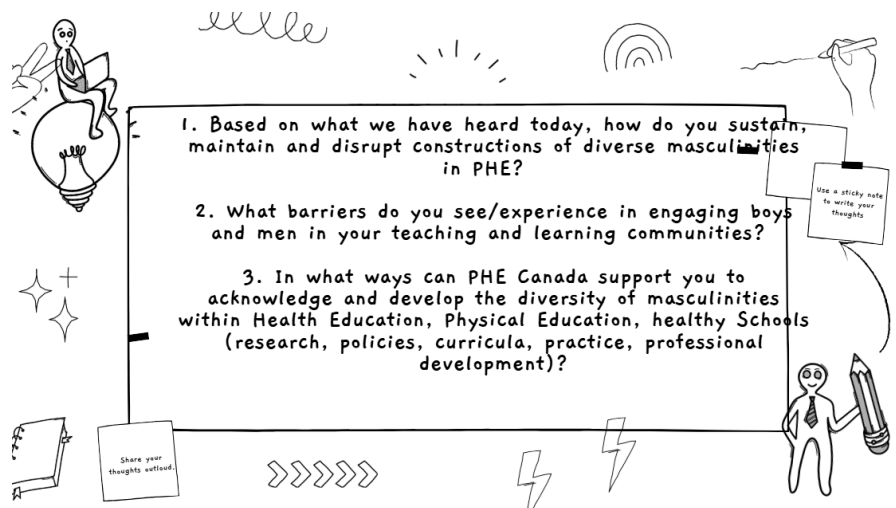 1. Based on what we have heard today, how do you sustain,
maintain and disrupt constructions of diverse masculinities
in PHE?
2. What barriers do you see/experience in engaging boys
and men in your teaching and learning communities?
3. In what ways can PHE Canada support you to
acknowledge and develop the diversity of masculinities
within Health Education, Physical Education, healthy Schools
(research, policies, curricula, practice, professional
development)?
Use a sticky note
to write your
thoughts
Share your
thoughts outloud.